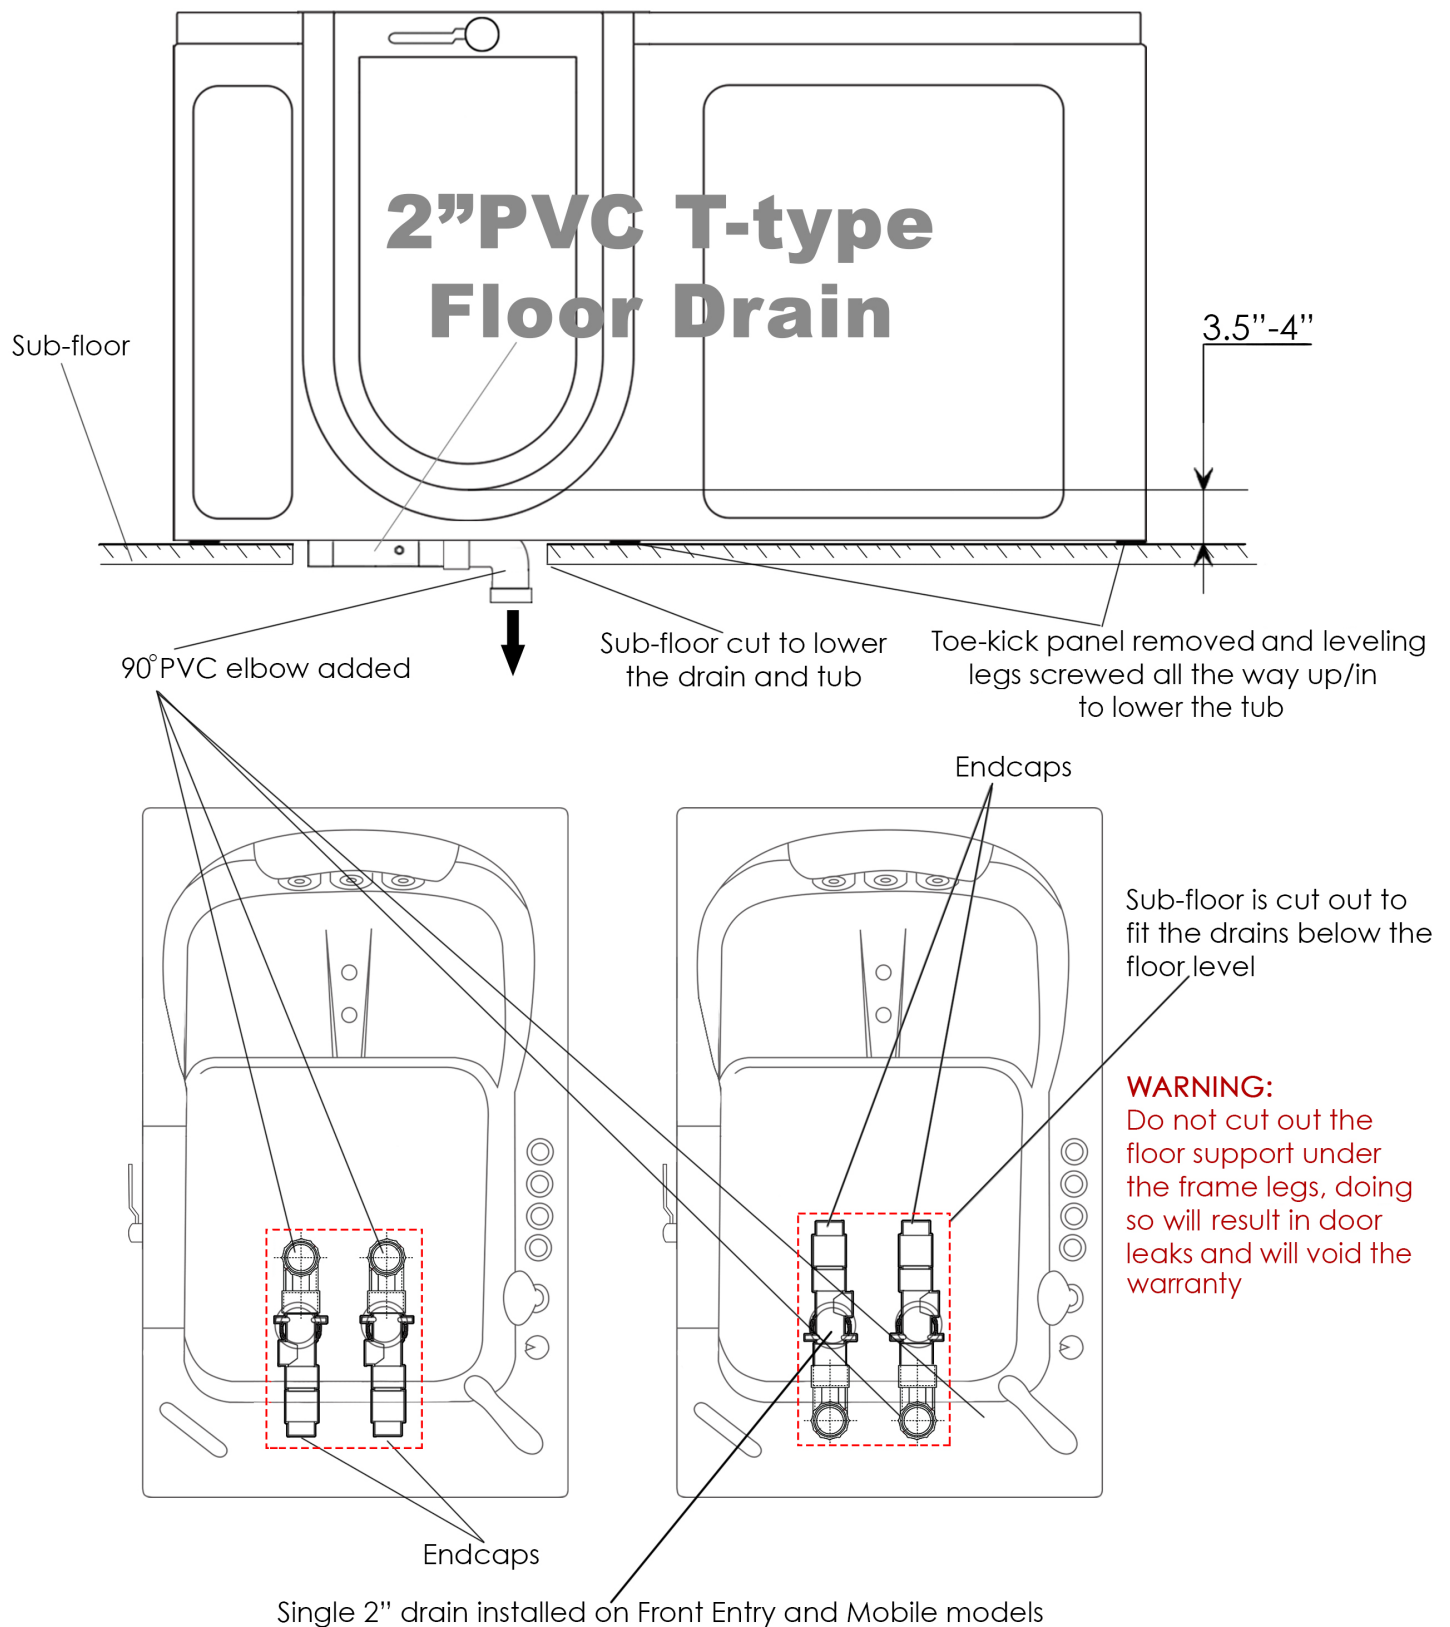 2”PVC T-type
Floor Drain
Sub-floor
3.5”-4”
90°PVC elbow added
Sub-floor cut to lower
the drain and tub
Toe-kick panel removed and leveling
legs screwed all the way up/in
to lower the tub
Endcaps
Sub-floor is cut out to
fit the drains below the
floor level
WARNING:
Do not cut out the
floor support under
the frame legs, doing
so will result in door
leaks and will void the
warranty
Endcaps
Single 2” drain installed on Front Entry and Mobile models